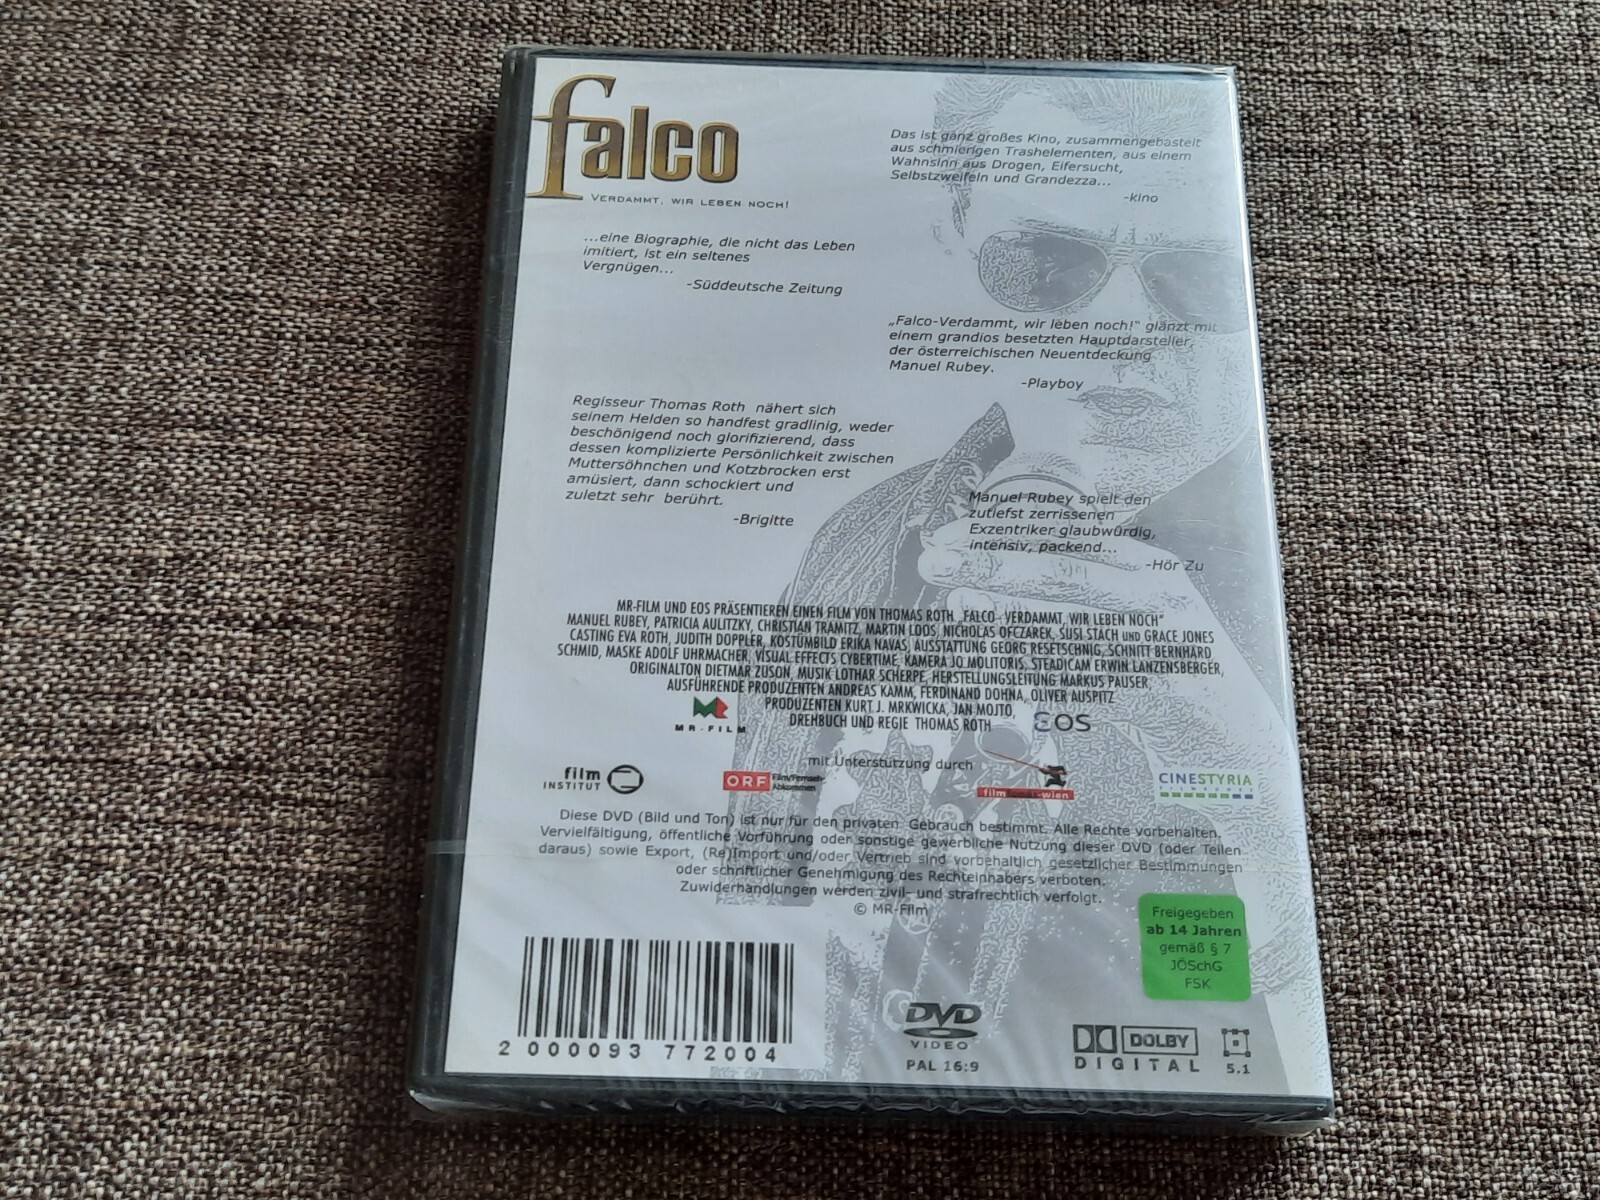 falco
VERDAMMT, WIR LEBEN NOCH!
Das ist ganz großes Kino, zusammengebastelt
aus schmierigen Trashelementen, aus einem
Wahnsinn aus Drogen, Eifersucht,
Selbstzweifeln und Grandezza...
-kino
...eine Biographie, die nicht das Leben
imitiert, ist ein seltenes
Vergnügen...
-Süddeutsche Zeitung
„Falco-Verdammt, wir leben noch!“ glänzt mit
einem grandios besetzten Hauptdarsteller,
der österreichischen Neuentdeckung
Manuel Rubey.
-Playboy
Regisseur Thomas Roth nähert sich
seinem Helden so handfest gradlinig, weder
beschönigend noch glorifizierend, dass
dessen komplizierte Persönlichkeit zwischen
Muttersöhnchen und Kotzbrocken erst
amüsiert, dann schockiert und
zuletzt sehr berührt.
-Brigitte
Manuel Rubey spielt den
zutiefst zerrissenen
Exzentriker glaubwürdig,
intensiv, packend...
-Hör Zu
MR-FILM UND EOS PRÄSENTIEREN EINEN FILM VON THOMAS ROTH „FALCO - VERDAMMT, WIR LEBEN NOCH“
MANUEL RUBEY, PATRICIA AULITZKY, CHRISTIAN TRAMITZ, MARTIN LOOS, NICHOLAS OFCZAREK, SUSI STACH UND GRACE JONES
CASTING EVA ROTH, JUDITH DOPPLER, KOSTÜMBILD ERIKA NAVAS, AUSSTATTUNG GEORG RESETSCHNIG, SCHNITT BERNHARD
SCHMID, MASKE ADOLF UHRMACHER, VISUAL EFFECTS CYBERTIME, KAMERA JO MOLITORIS, STEADICAM ERWIN LANZENSBERGER,
ORIGINALTON DIETMAR ZUSON, MUSIK LOTHAR SCHERPE, HERSTELLUNGSLEITUNG MARKUS PAUSER,
AUSFÜHRENDE PRODUZENTEN ANDREAS KAMM, FERDINAND DOHNA, OLIVER AUSPITZ
PRODUZENTEN KURT J. MRKWICKA, JAN MOJTO,
DREHBUCH UND REGIE THOMAS ROTH
MR-FILM
EOS
mit Unterstützung durch
film
INSTITUT
ORF Film/Fernseh-
Abkommen
film wien
CINESTYRIA
Diese DVD (Bild und Ton) ist nur für den privaten Gebrauch bestimmt. Alle Rechte vorbehalten.
Vervielfältigung, öffentliche Vorführung oder sonstige gewerbliche Nutzung dieser DVD (oder Teilen
daraus) sowie Export, (Re)Import und/oder Vertrieb sind vorbehaltlich gesetzlicher Bestimmungen
oder schriftlicher Genehmigung des Rechteinhabers verboten.
Zuwiderhandlungen werden zivil- und strafrechtlich verfolgt.
© MR-Film
Freigegeben
ab 14 Jahren
gemäß § 7
JÖSchG
FSK
2 000093 772004
DVD
VIDEO
PAL 16:9
DOLBY
DIGITAL
5.1